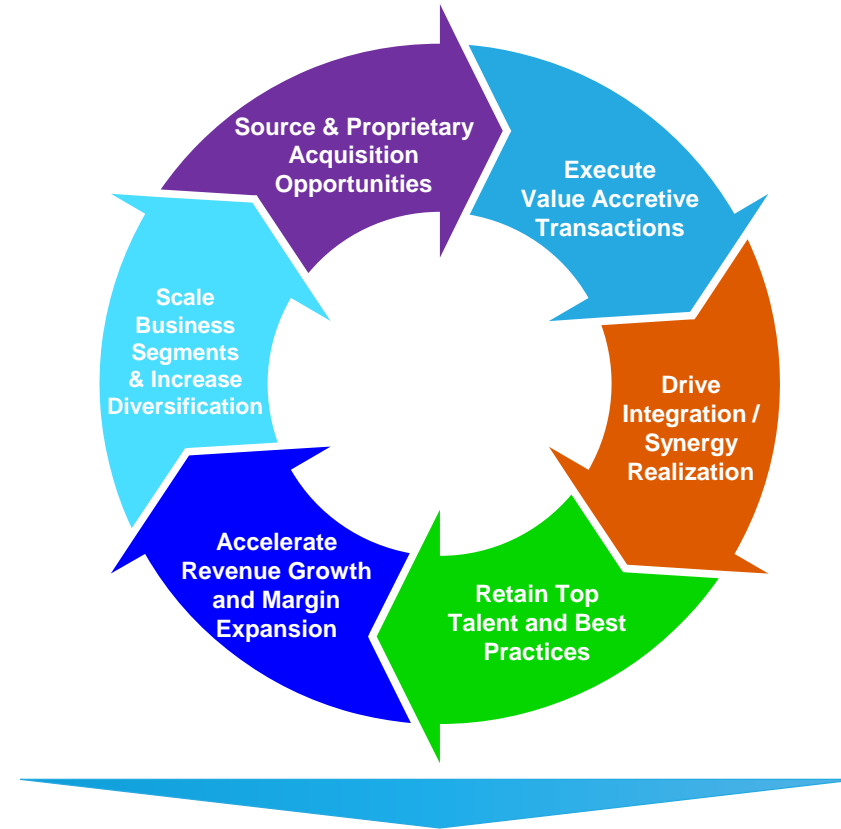 Source & Proprietary
Acquisition
Opportunities
Execute
Value Accretive
Transactions
Drive
Integration /
Synergy
Realization
Retain Top
Talent and Best
Practices
Accelerate
Revenue Growth
and Margin
Expansion
Scale
Business
Segments
& Increase
Diversification